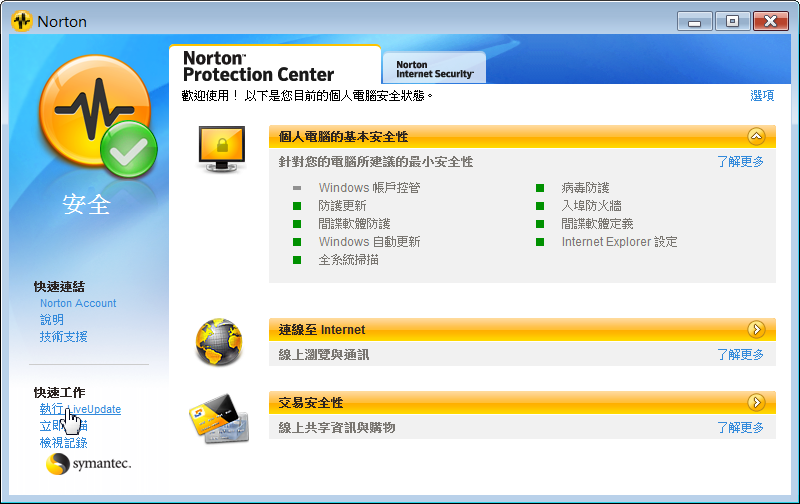 Norton
Norton™
Protection Center
Norton
Internet Security™
歡迎使用！ 以下是您目前的個人電腦安全狀態。
選項
安全
個人電腦的基本安全性
針對您的電腦所建議的最小安全性
了解更多
Windows 帳戶控管
病毒防護
防護更新
入埠防火牆
間諜軟體防護
間諜軟體定義
Windows 自動更新
Internet Explorer 設定
全系統掃描
快速連結
Norton Account
說明
技術支援
連線至 Internet
線上瀏覽與通訊
了解更多
快速工作
執行 LiveUpdate
立即
檢視記錄
交易安全性
線上共享資訊與購物
了解更多
symantec.